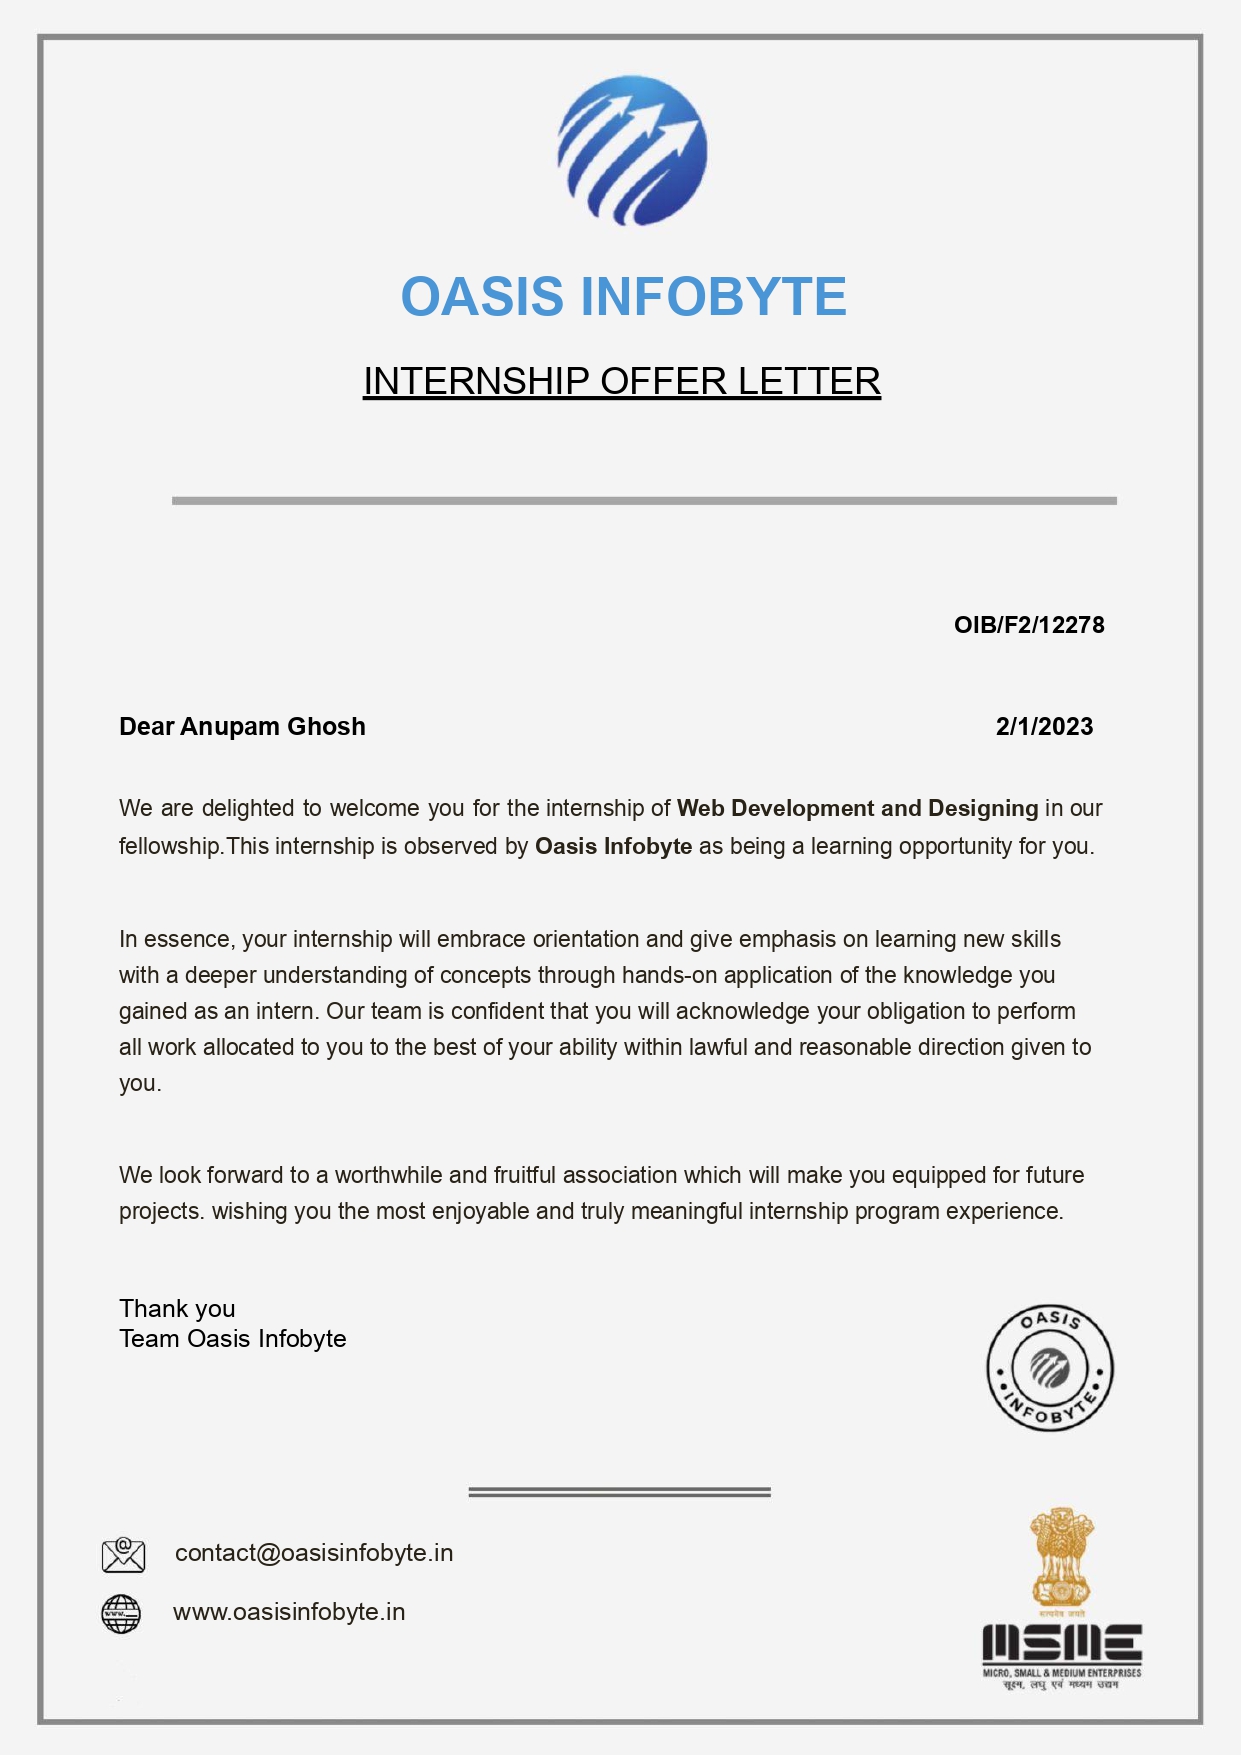 OASIS INFOBYTE
INTERNSHIP OFFER LETTER
OIB/F2/12278
Dear Anupam Ghosh 2/1/2023
We are delighted to welcome you for the internship of Web Development and Designing in our
fellowship.This internship is observed by Oasis Infobyte as being a learning opportunity for you.
In essence, your internship will embrace orientation and give emphasis on learning new skills
with a deeper understanding of concepts through hands-on application of the knowledge you
gained as an intern. Our team is confident that you will acknowledge your obligation to perform
all work allocated to you to the best of your ability within lawful and reasonable direction given to
you.
We look forward to a worthwhile and fruitful association which will make you equipped for future
projects. wishing you the most enjoyable and truly meaningful internship program experience.
Thank you
Team Oasis Infobyte
OASIS
INFOBYTE
contact@oasisinfobyte.in
www.
www.oasisinfobyte.in
सत्यमेव जयते
MSME
MICRO, SMALL & MEDIUM ENTERPRISES
सूक्ष्म, लघु एवं मध्यम उद्यम